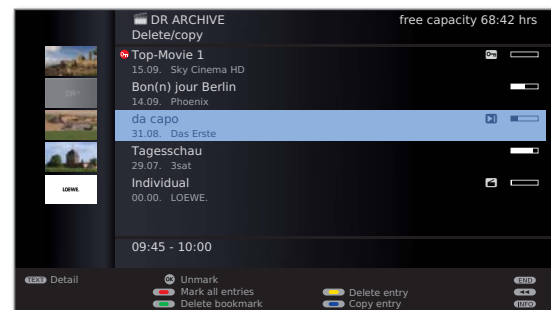 DR ARCHIVE free capacity 68:42 hrs
Delete/copy
Top-Movie 1
15.09. Sky Cinema HD
Bon(n) jour Berlin
14.09. Phoenix
da capo
31.08. Das Erste
Tagesschau
29.07. 3sat
LOEWE.
Individual
00.00. LOEWE.
09:45 - 10:00
TEXT Detail OK Unmark END
Mark all entries Delete entry
Delete bookmark Copy entry INFO